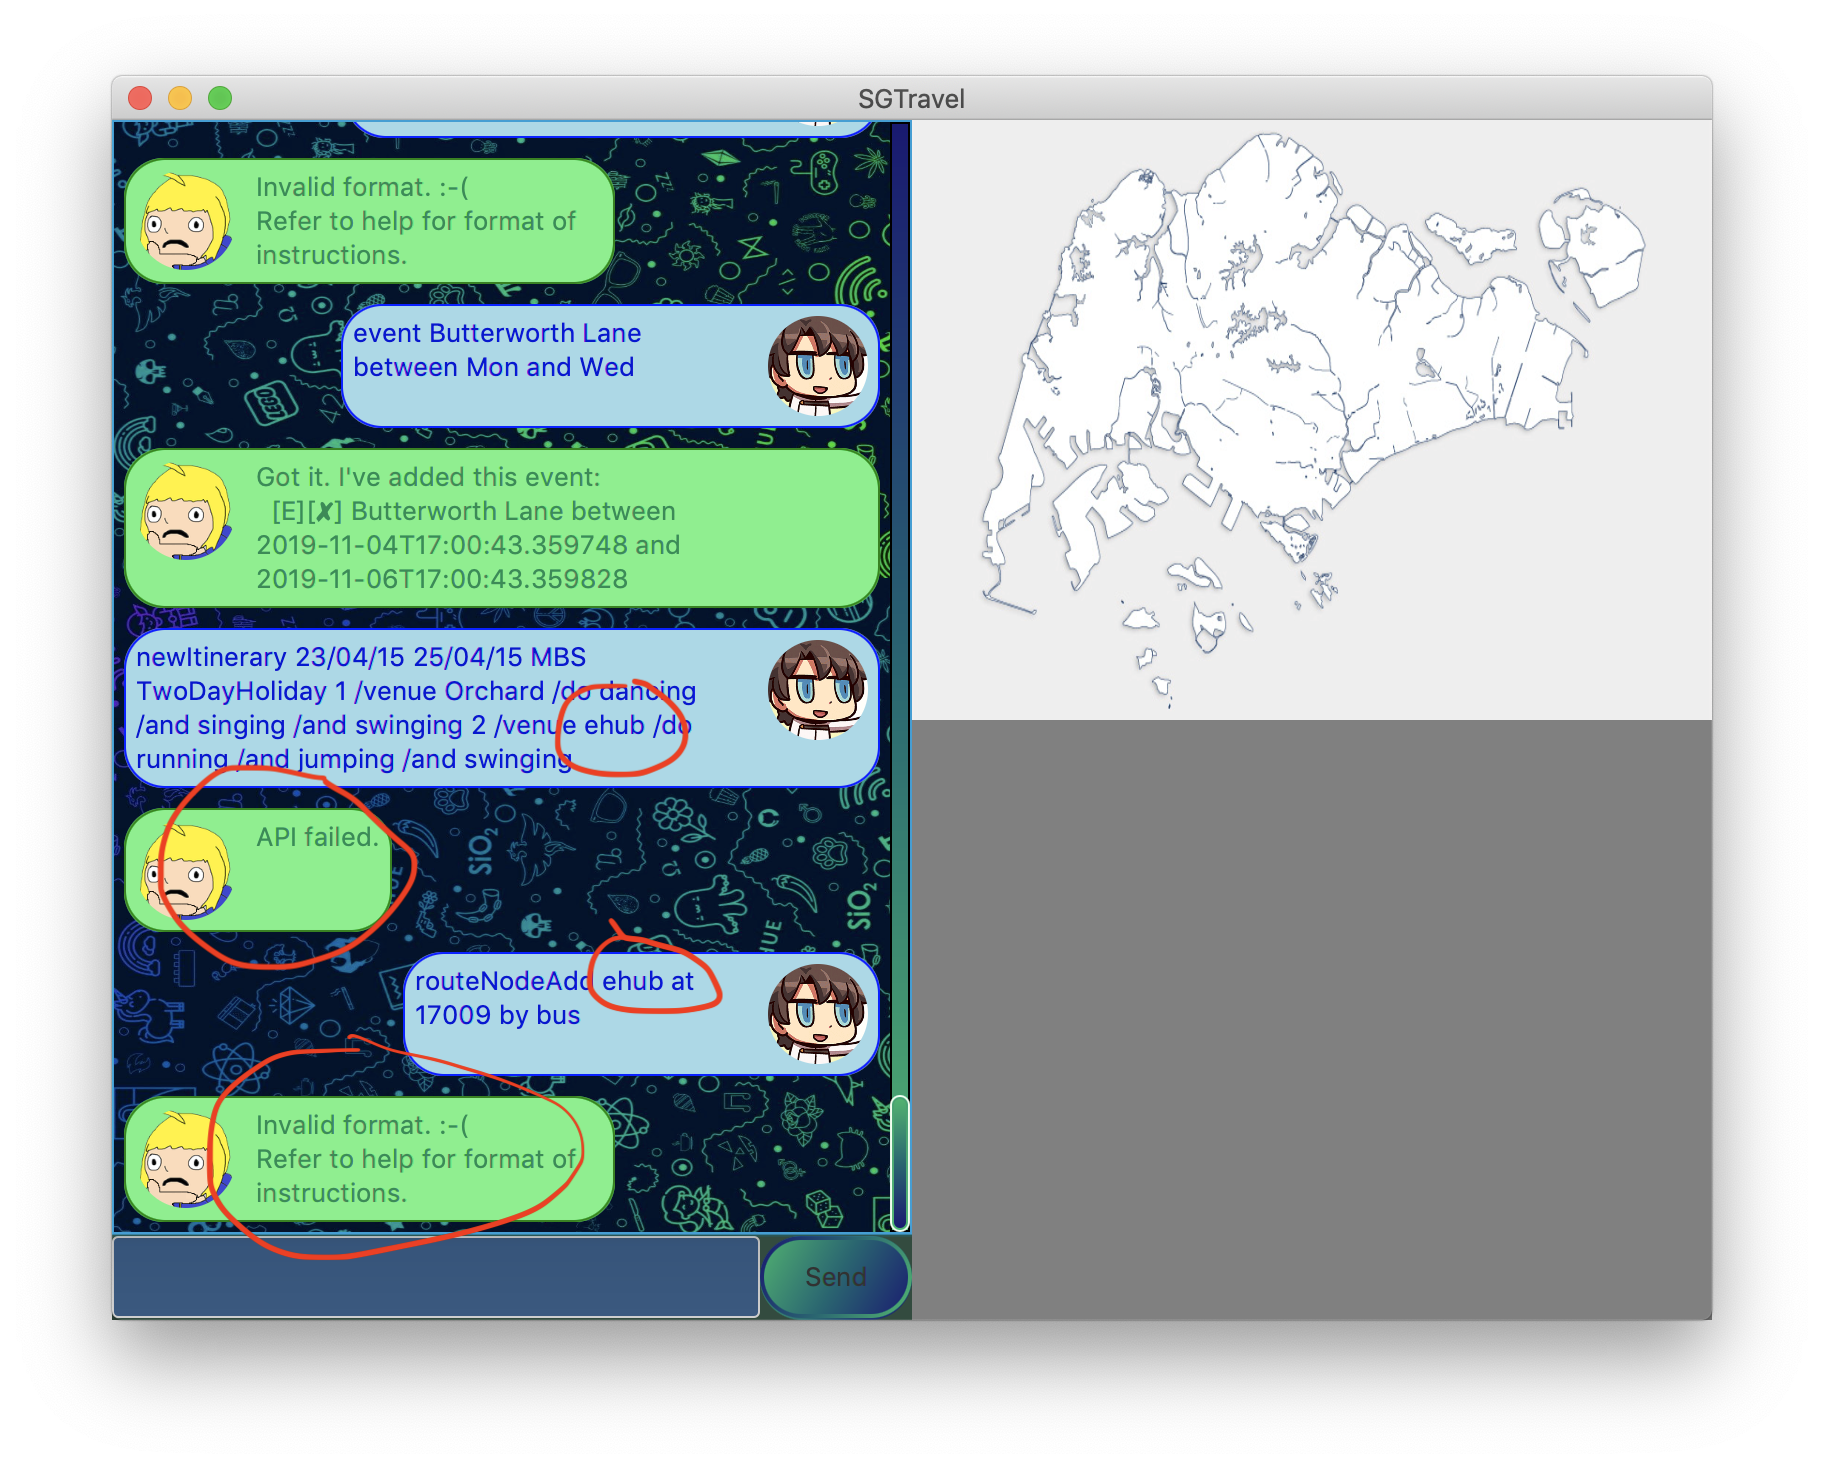 SGTravel
Invalid format. :-(
Refer to help for format of
instructions.
event Butterworth Lane
between Mon and Wed
Got it. I've added this event:
[E][✘] Butterworth Lane between
2019-11-04T17:00:43.359748 and
2019-11-06T17:00:43.359828
newItinerary 23/04/15 25/04/15 MBS
TwoDayHoliday 1 /venue Orchard /do dancing
/and singing /and swinging 2 /venue ehub /do
running /and jumping /and swinging
API failed.
routeNodeAdd ehub at
17009 by bus
Invalid format. :-(
Refer to help for format of
instructions.
Send